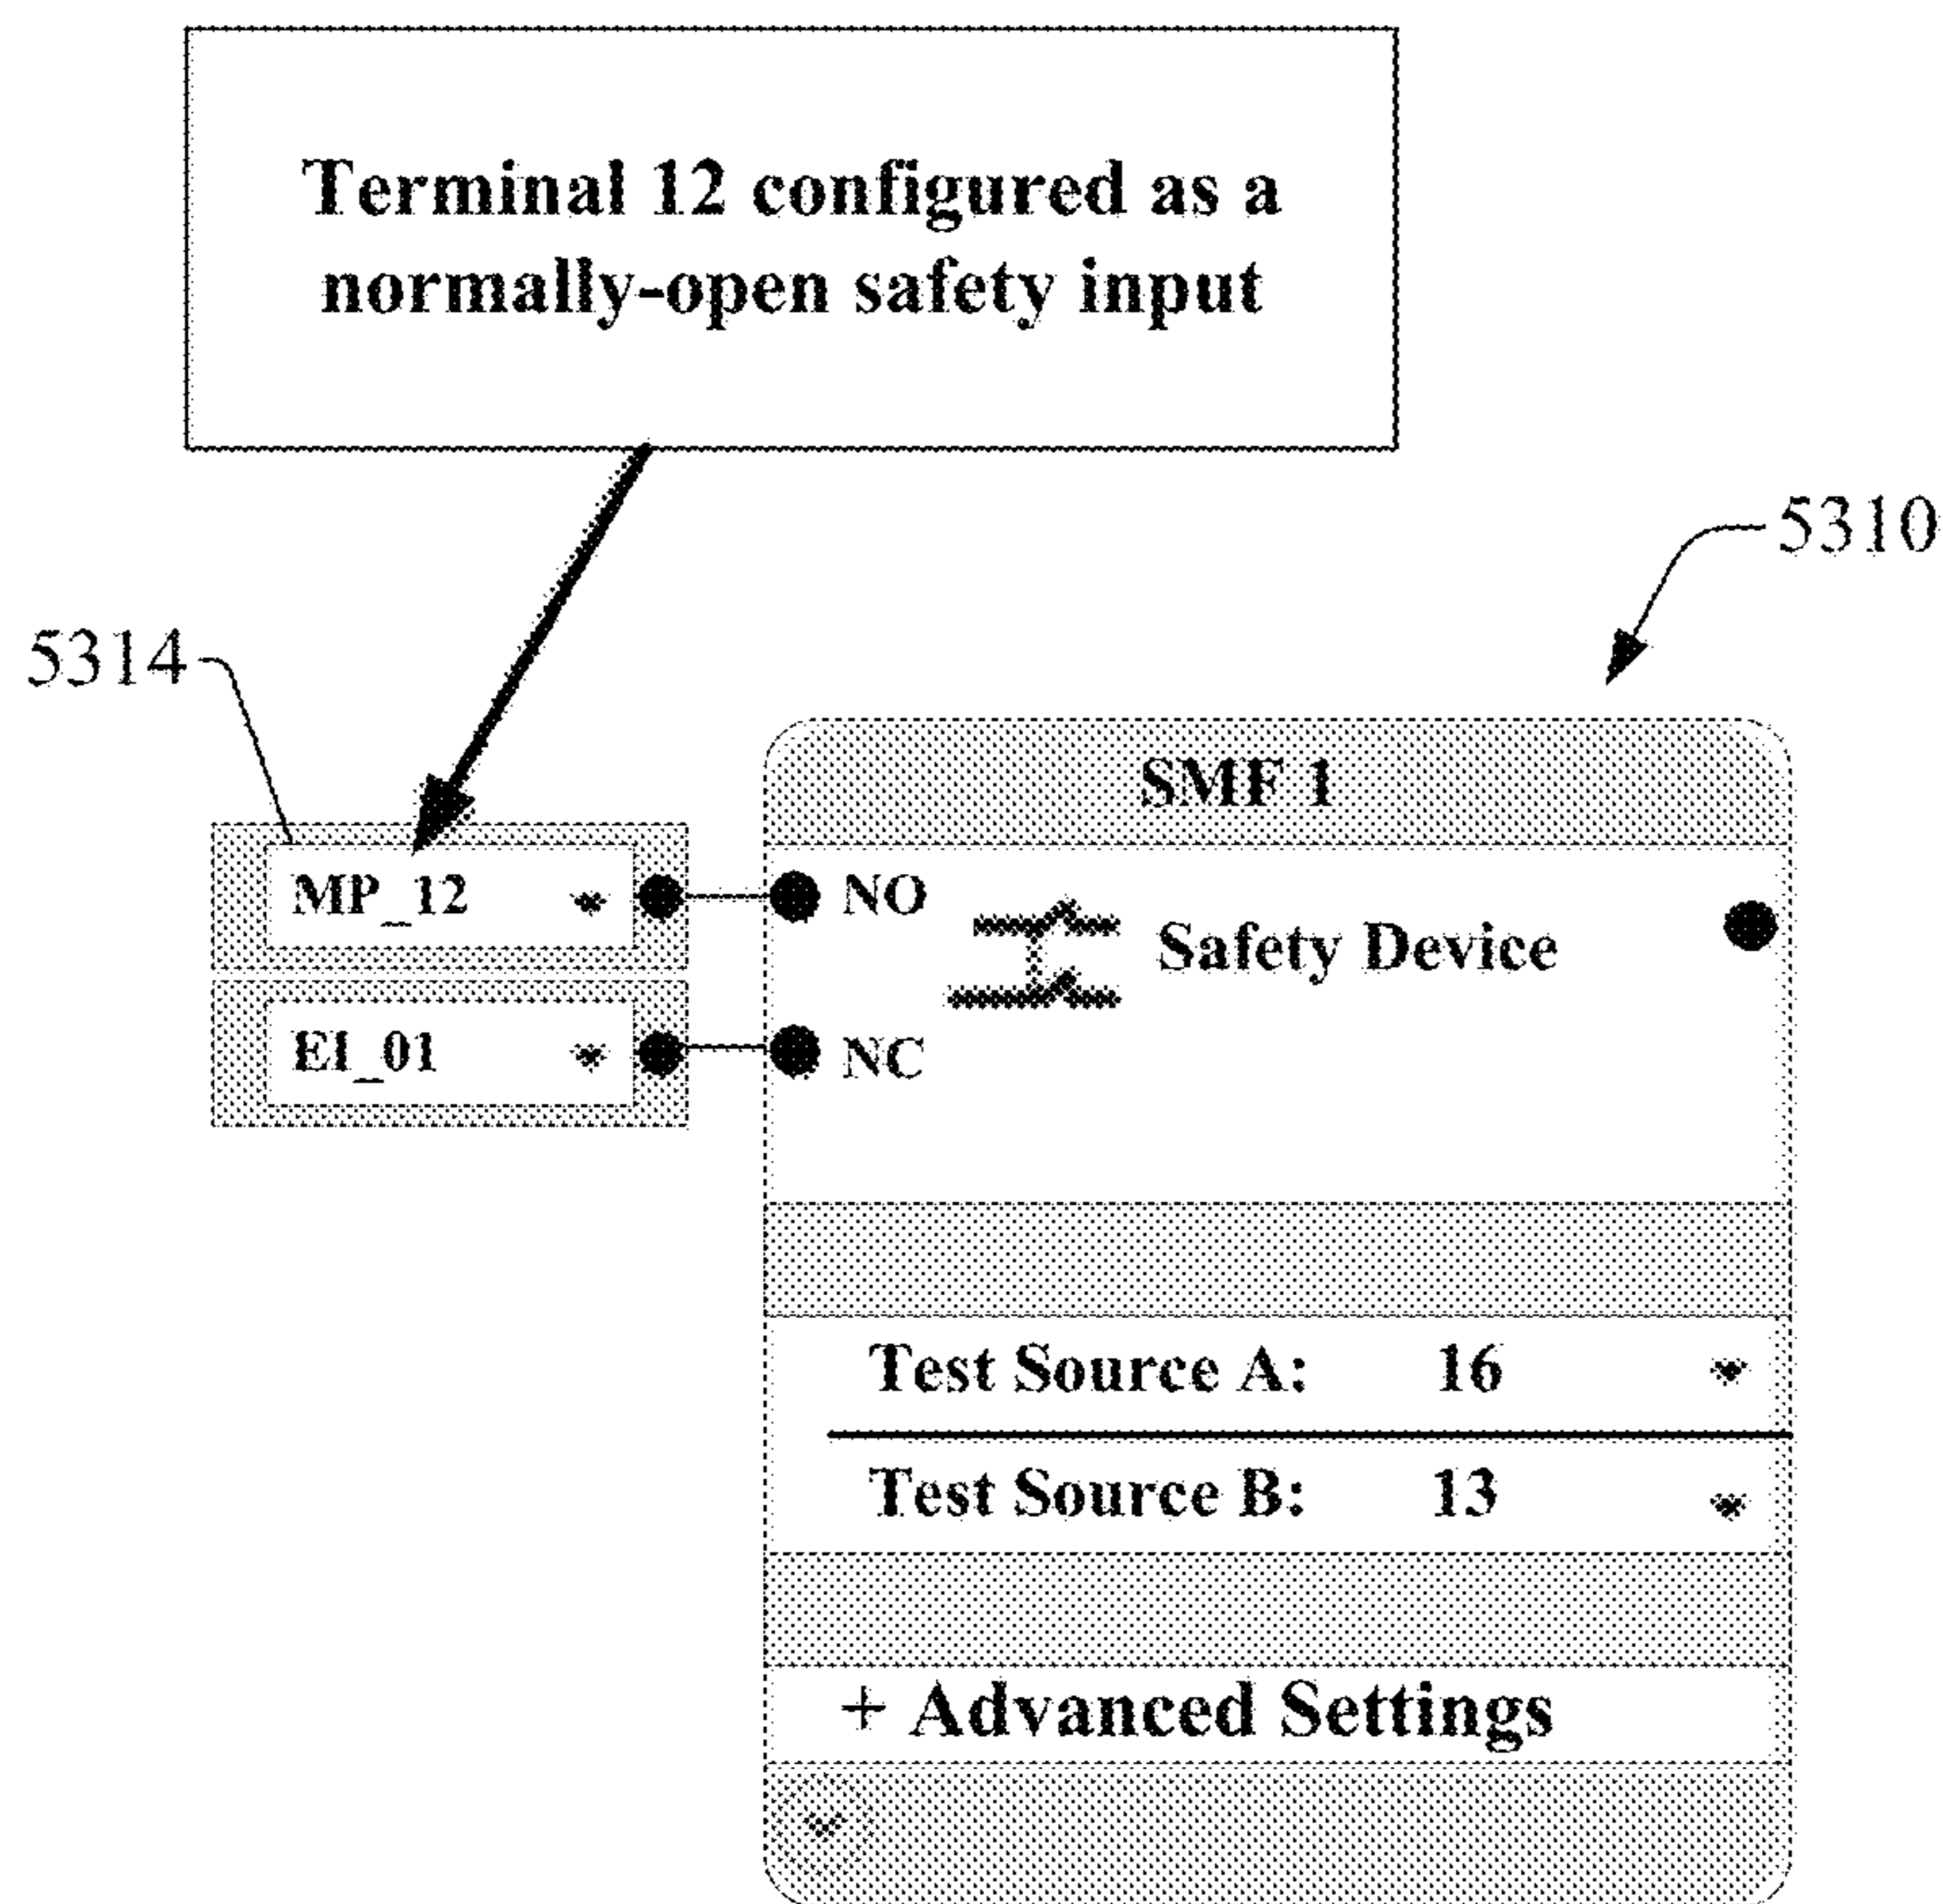 Terminal 12 configured as a
normally-open safety input
5310
5314
SMF 1
MP_12
NO
Safety Device
EI_01
NC
Test Source A: 16
Test Source B: 13
+ Advanced Settings